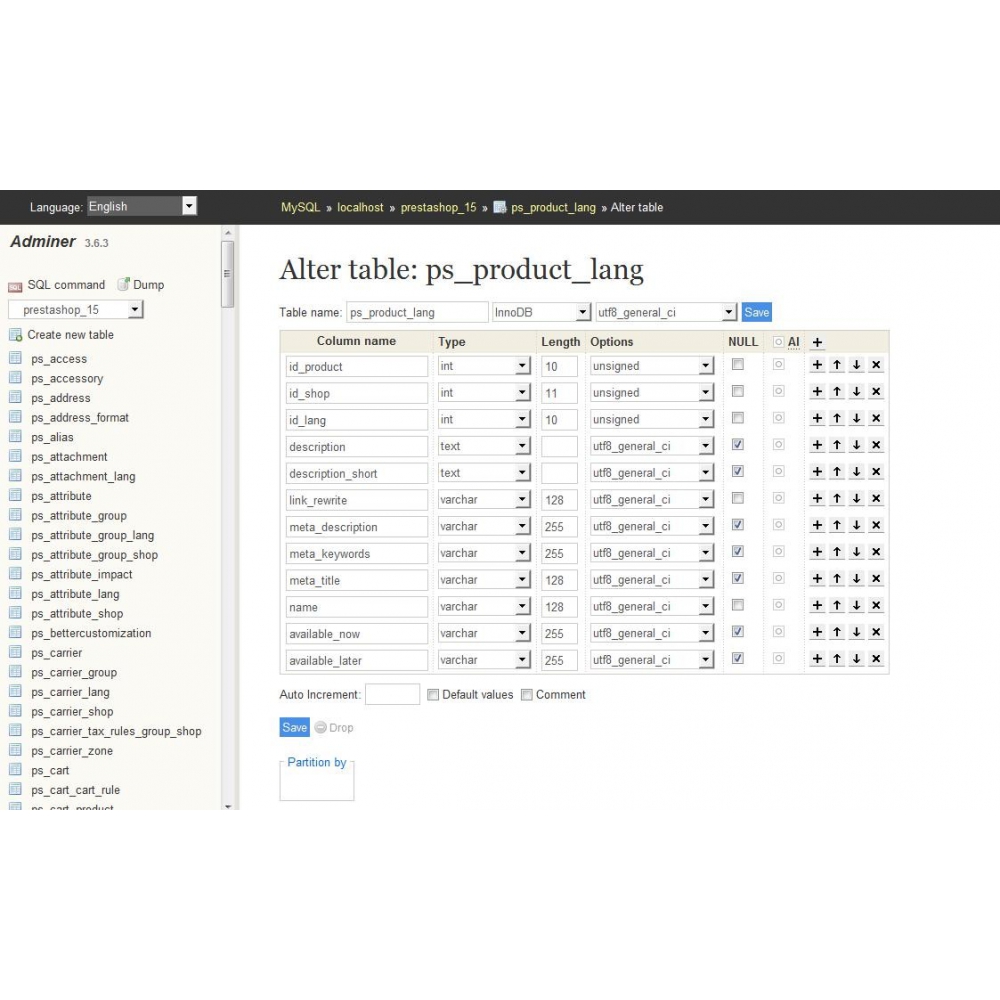 Language: English
MySQL » localhost » prestashop_15 » ps_product_lang » Alter table
Adminer 3.6.3
SQL command Dump
prestashop_15
Create new table
ps_access
ps_accessory
ps_address
ps_address_format
ps_alias
ps_attachment
ps_attachment_lang
ps_attribute
ps_attribute_group
ps_attribute_group_lang
ps_attribute_group_shop
ps_attribute_impact
ps_attribute_lang
ps_attribute_shop
ps_bettercustomization
ps_carrier
ps_carrier_group
ps_carrier_lang
ps_carrier_shop
ps_carrier_tax_rules_group_shop
ps_carrier_zone
ps_cart
ps_cart_cart_rule
ps_cart_product
Alter table: ps_product_lang
Table name: ps_product_lang InnoDB utf8_general_ci Save
Column name Type Length Options NULL AI
id_product int 10 unsigned
id_shop int 11 unsigned
id_lang int 10 unsigned
description text utf8_general_ci
description_short text utf8_general_ci
link_rewrite varchar 128 utf8_general_ci
meta_description varchar 255 utf8_general_ci
meta_keywords varchar 255 utf8_general_ci
meta_title varchar 128 utf8_general_ci
name varchar 128 utf8_general_ci
available_now varchar 255 utf8_general_ci
available_later varchar 255 utf8_general_ci
Auto Increment: Default values Comment
Save Drop
Partition by